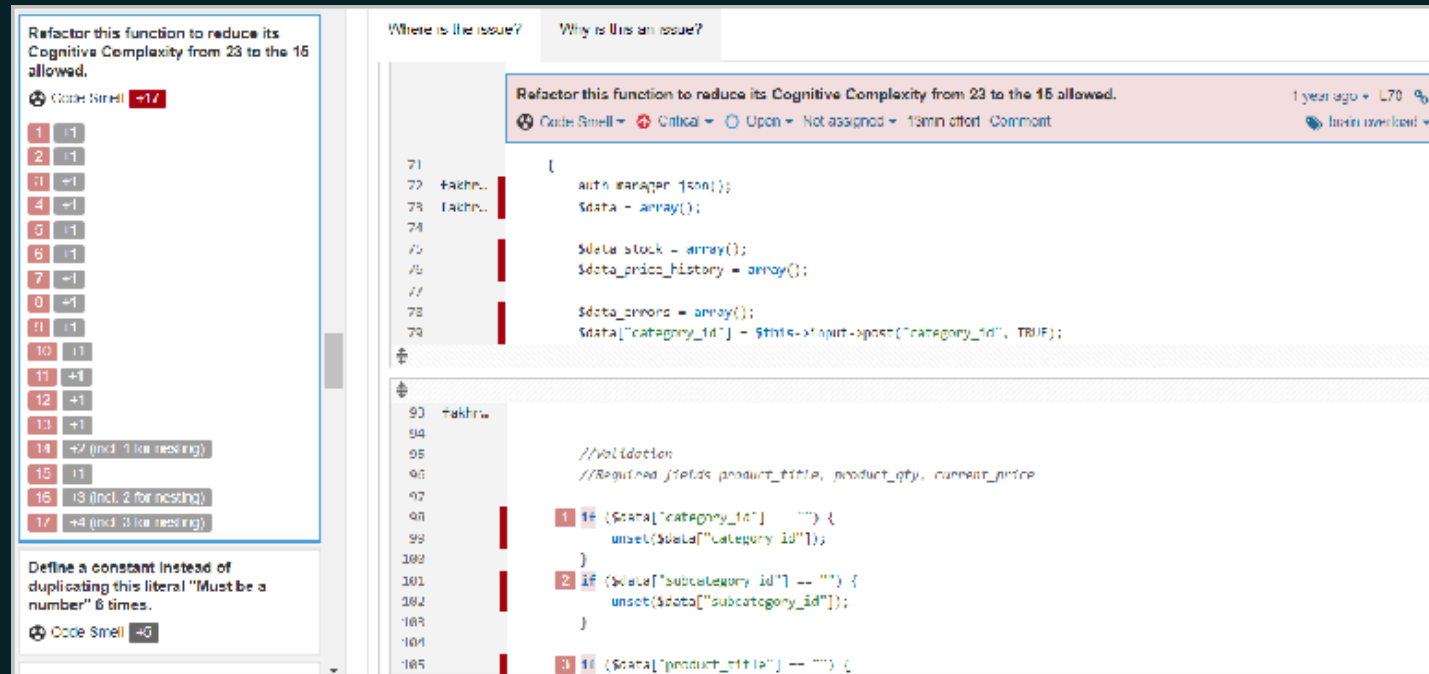 Refactor this function to reduce its
Cognitive Complexity from 23 to the 15
allowed.
Code Smell +17
1 +1
2 +1
3 +1
4 +1
5 +1
6 +1
7 +1
8 +1
9 +1
10 +1
11 +1
12 +1
13 +1
14 +2 (incl. 1 for nesting)
15 +1
16 +3 (incl. 2 for nesting)
17 +4 (incl. 3 for nesting)
Define a constant instead of
duplicating this literal "Must be a
number" 6 times.
Code Smell
Where is the issue? Why is this an issue?
Refactor this function to reduce its Cognitive Complexity from 23 to the 15 allowed. 1 year ago L70
Code Smell Critical Open Not assigned 13min effort Comment brain-overload
71 {
72 auth_manager_json();
73 $data = array();
74
75 $data_stock = array();
76 $data_price_history = array();
77
78 $data_errors = array();
79 $data["category_id"] = $this->input->post("category_id", TRUE);
93
94
95 //Validation
96 //Required fields product_title, product_qty, current_price
97
98 1 if ($data["category_id"] == "") {
99 unset($data["category_id"]);
100 }
101 2 if ($data["subcategory_id"] == "") {
102 unset($data["subcategory_id"]);
103 }
104
105 3 if ($data["product_title"] == "") {